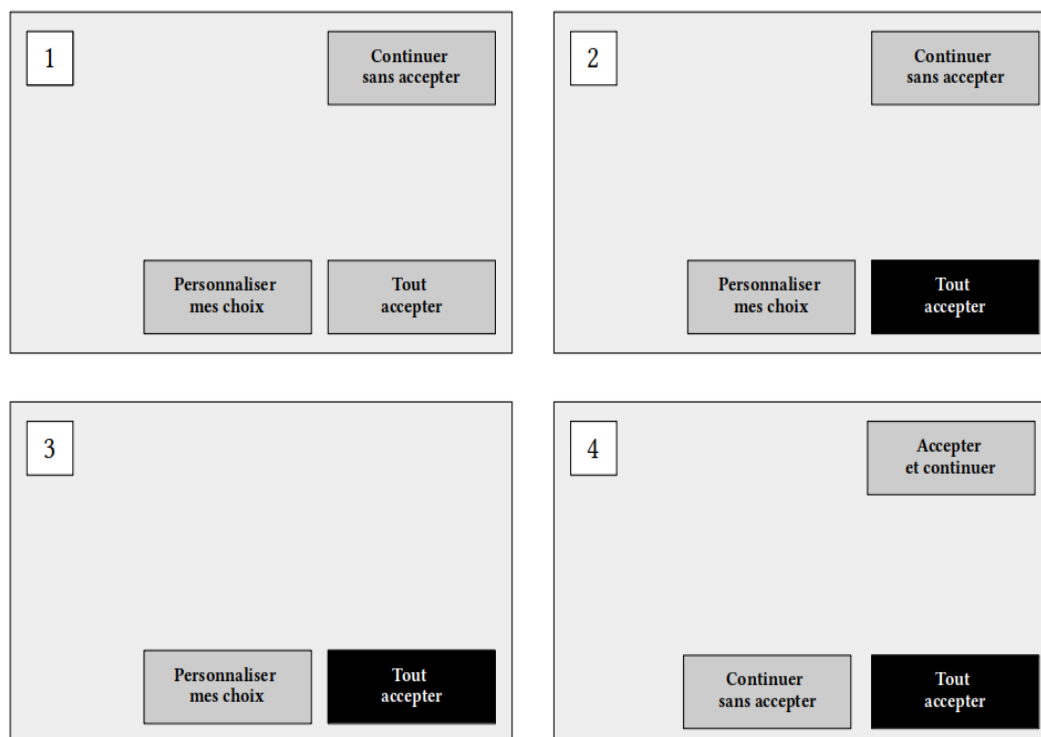 1
Continuer
sans accepter
Personnaliser
mes choix
Tout
accepter
2
Continuer
sans accepter
Personnaliser
mes choix
Tout
accepter
3
Personnaliser
mes choix
Tout
accepter
4
Accepter
et continuer
Continuer
sans accepter
Tout
accepter